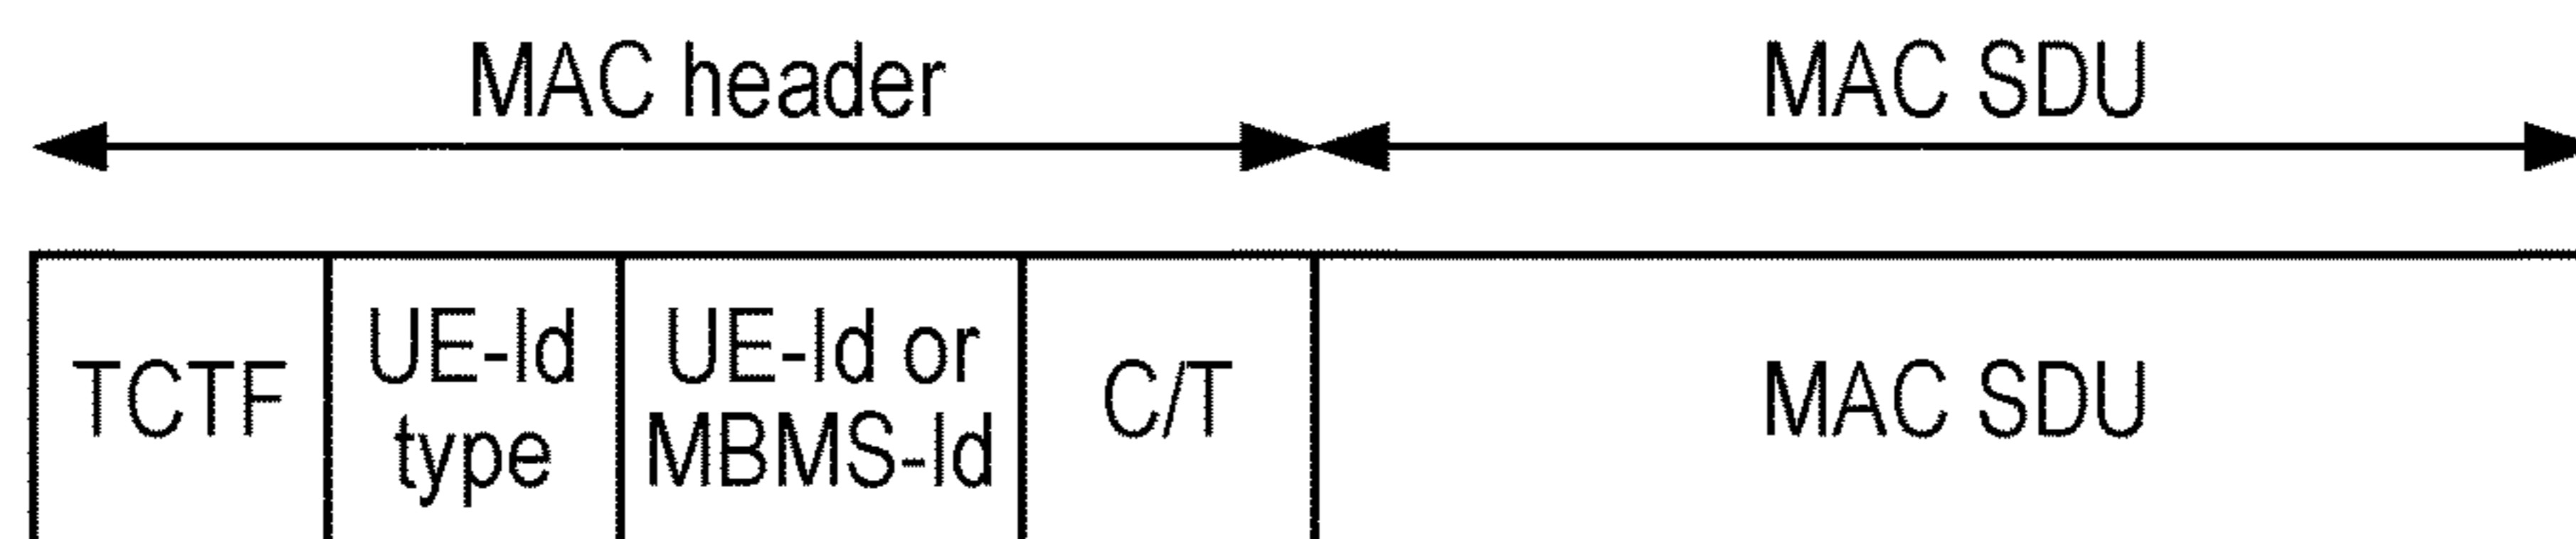 MAC header
MAC SDU
TCTF
UE-Id
type
UE-Id or
MBMS-Id
C/T
MAC SDU